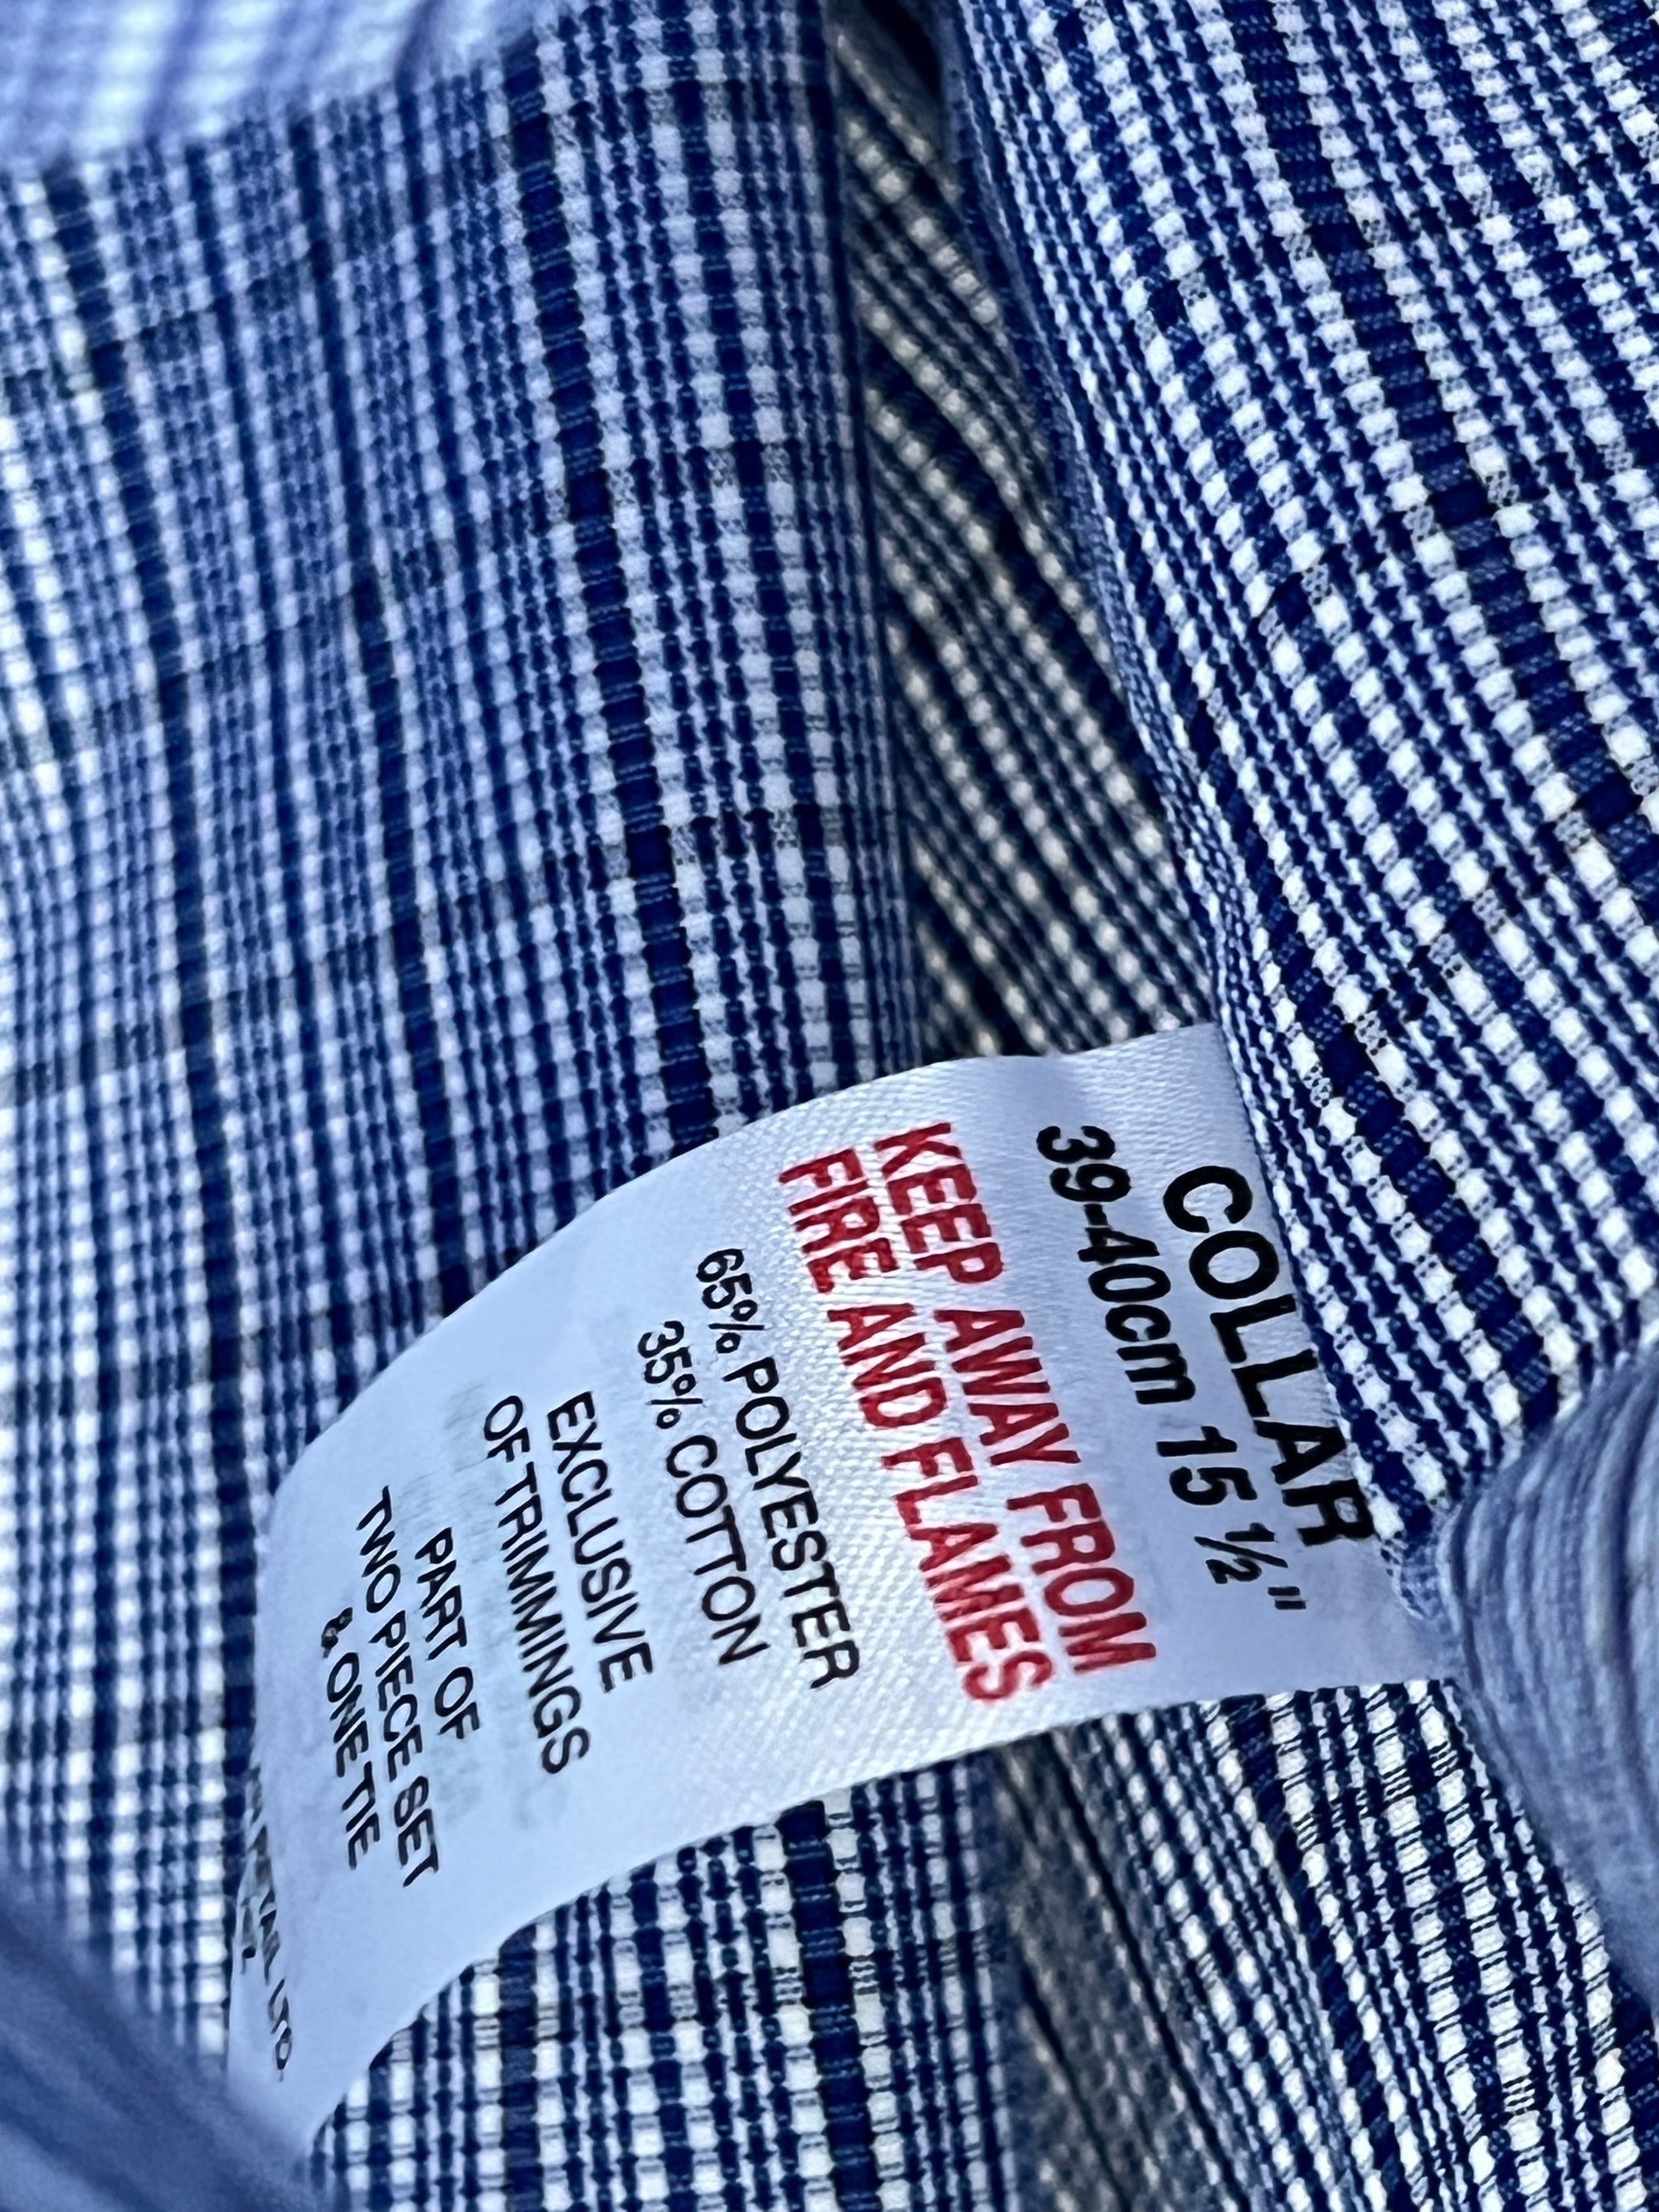 COLLAR
39-40cm 15 ½"
KEEP AWAY FROM
FIRE AND FLAMES
65% POLYESTER
35% COTTON
EXCLUSIVE
OF TRIMMINGS
PART OF
TWO PIECE SET
& ONE TIE
LTD.